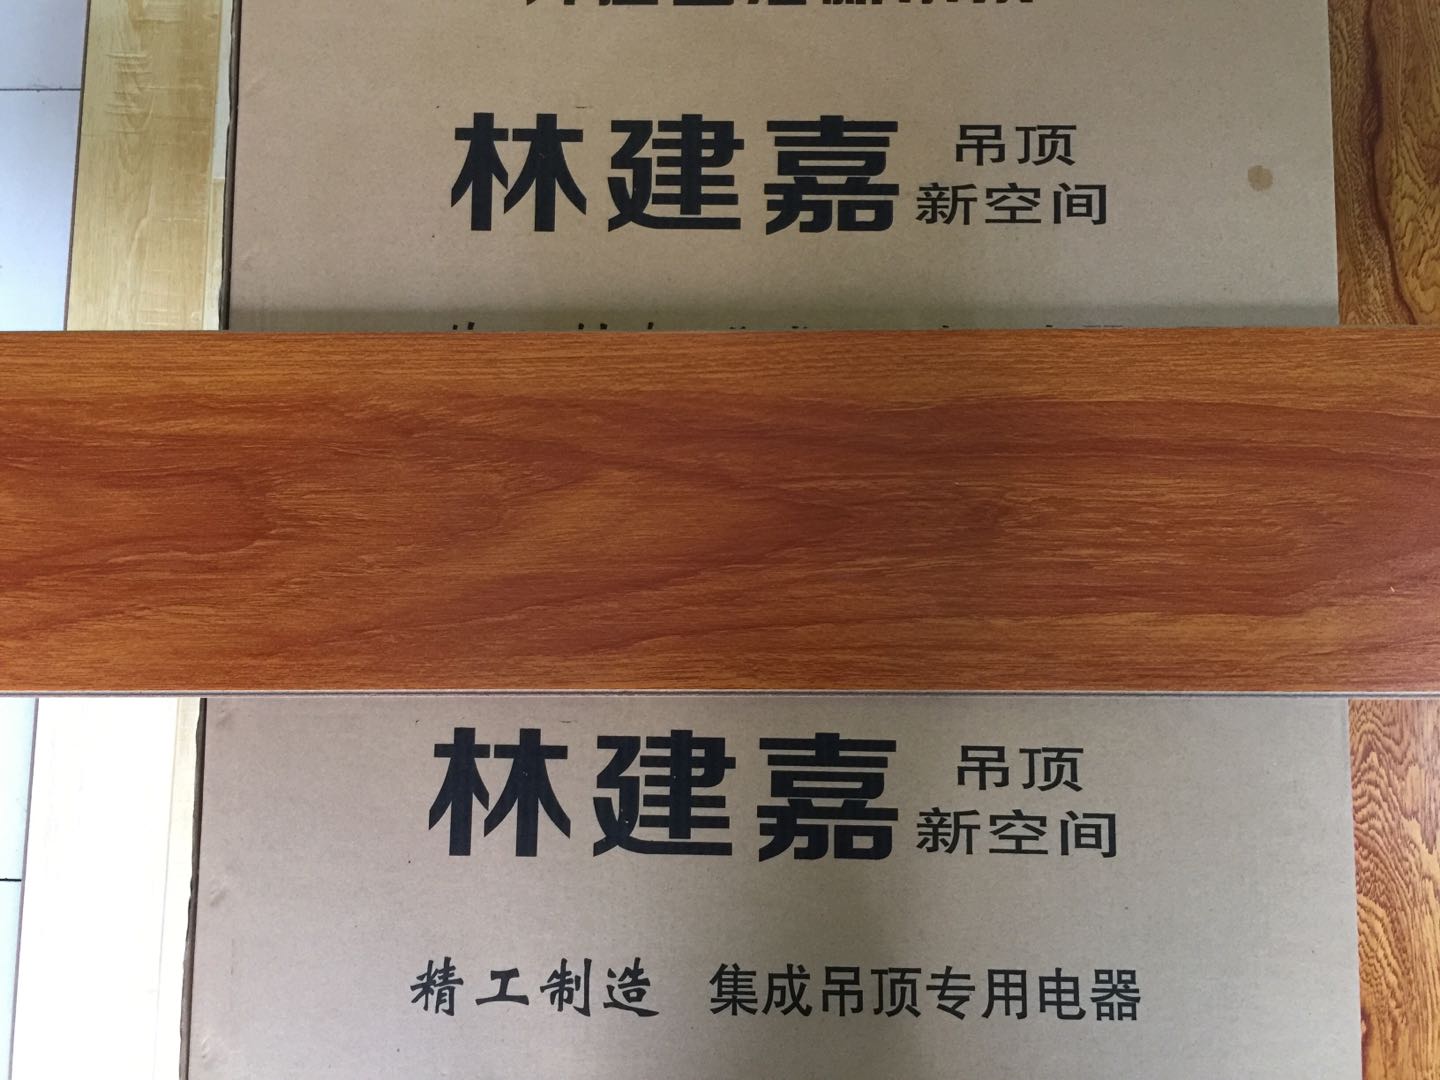 林建嘉 吊顶
新空间
林建嘉 吊顶
新空间
精工制造 集成吊顶专用电器